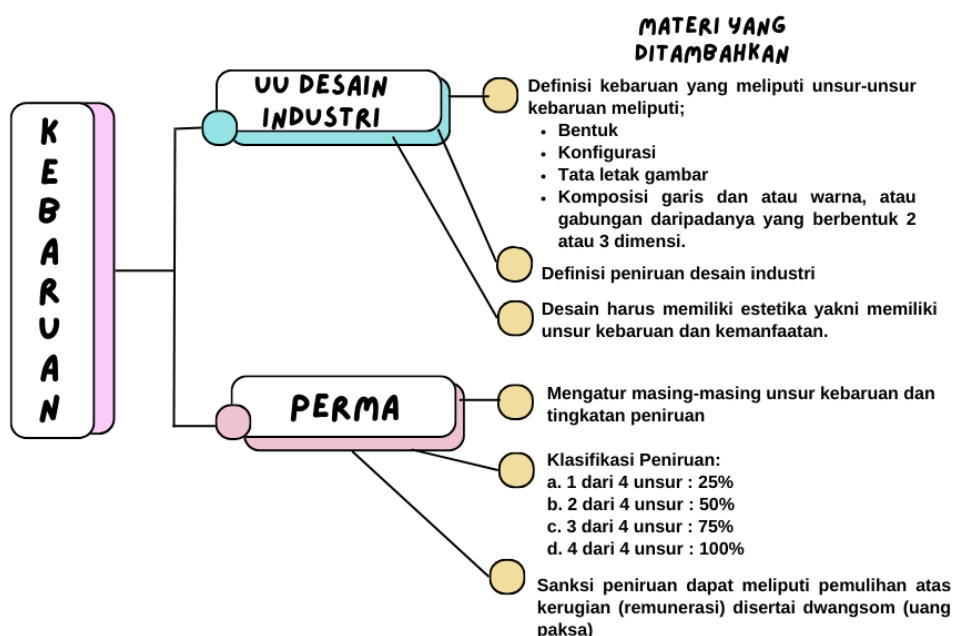 MATERI YANG
DITAMBAHKAN
KEBARUAN
UU DESAIN
INDUSTRI
Definisi kebaruan yang meliputi unsur-unsur
kebaruan meliputi;
• Bentuk
• Konfigurasi
• Tata letak gambar
• Komposisi garis dan atau warna, atau
gabungan daripadanya yang berbentuk 2
atau 3 dimensi.
Definisi peniruan desain industri
Desain harus memiliki estetika yakni memiliki
unsur kebaruan dan kemanfaatan.
PERMA
Mengatur masing-masing unsur kebaruan dan
tingkatan peniruan
Klasifikasi Peniruan:
a. 1 dari 4 unsur : 25%
b. 2 dari 4 unsur : 50%
c. 3 dari 4 unsur : 75%
d. 4 dari 4 unsur : 100%
Sanksi peniruan dapat meliputi pemulihan atas
kerugian (remunerasi) disertai dwangsom (uang
paksa)